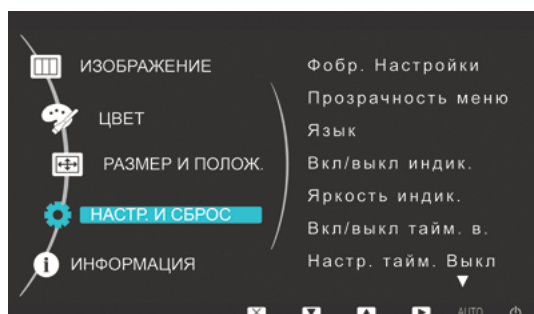 ИЗОБРАЖЕНИЕ
ЦВЕТ
РАЗМЕР И ПОЛОЖ.
НАСТР. И СБРОС
ИНФОРМАЦИЯ
Фобр. Настройки
Прозрачность меню
Язык
Вкл/выкл индик.
Яркость индик.
Вкл/выкл тайм. в.
Настр. тайм. Выкл
AUTO